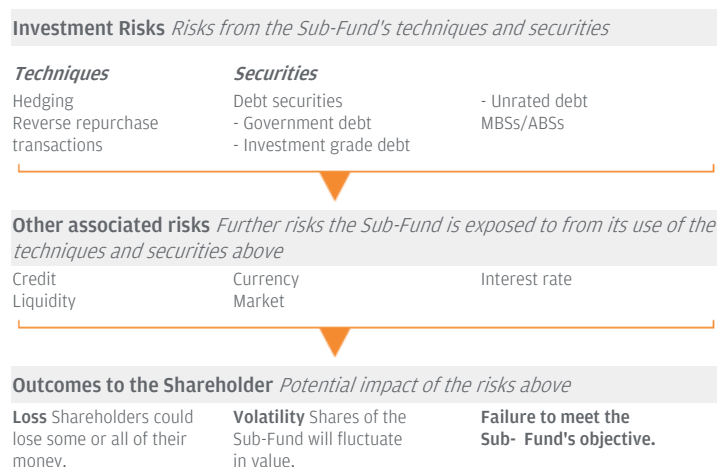 Investment Risks Risks from the Sub-Fund's techniques and securities
Techniques
Hedging
Reverse repurchase
transactions
Securities
Debt securities
- Government debt
- Investment grade debt
- Unrated debt
MBSs/ABSs
Other associated risks Further risks the Sub-Fund is exposed to from its use of the
techniques and securities above
Credit
Liquidity
Currency
Market
Interest rate
Outcomes to the Shareholder Potential impact of the risks above
Loss Shareholders could
lose some or all of their
money.
Volatility Shares of the
Sub-Fund will fluctuate
in value.
Failure to meet the
Sub- Fund's objective.